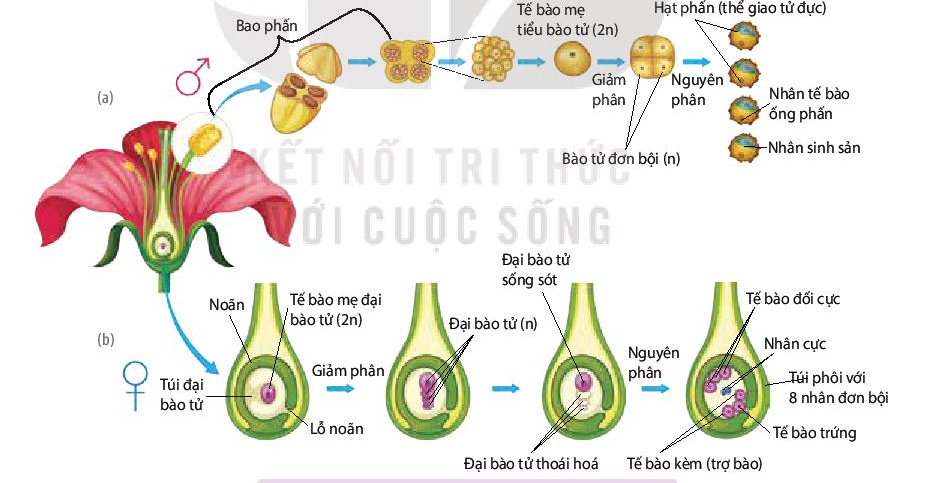 Bao phấn
Tế bào mẹ
tiểu bào tử (2n)
Hạt phấn (thể giao tử đực)
(a)
Giảm
phân
Nguyên
phân
Nhân tế bào
ống phấn
Bào tử đơn bội (n)
Nhân sinh sản
KẾT NỐI TRI THỨC
VỚI CUỘC SỐNG
Đại bào tử
sống sót
Noãn
Tế bào mẹ đại
bào tử (2n)
Tế bào đối cực
(b)
Đại bào tử (n)
Nhân cực
Giảm phân
Nguyên
phân
Túi đại
bào tử
Túi phôi với
8 nhân đơn bội
Lỗ noãn
Tế bào trứng
Đại bào tử thoái hoá
Tế bào kèm (trợ bào)